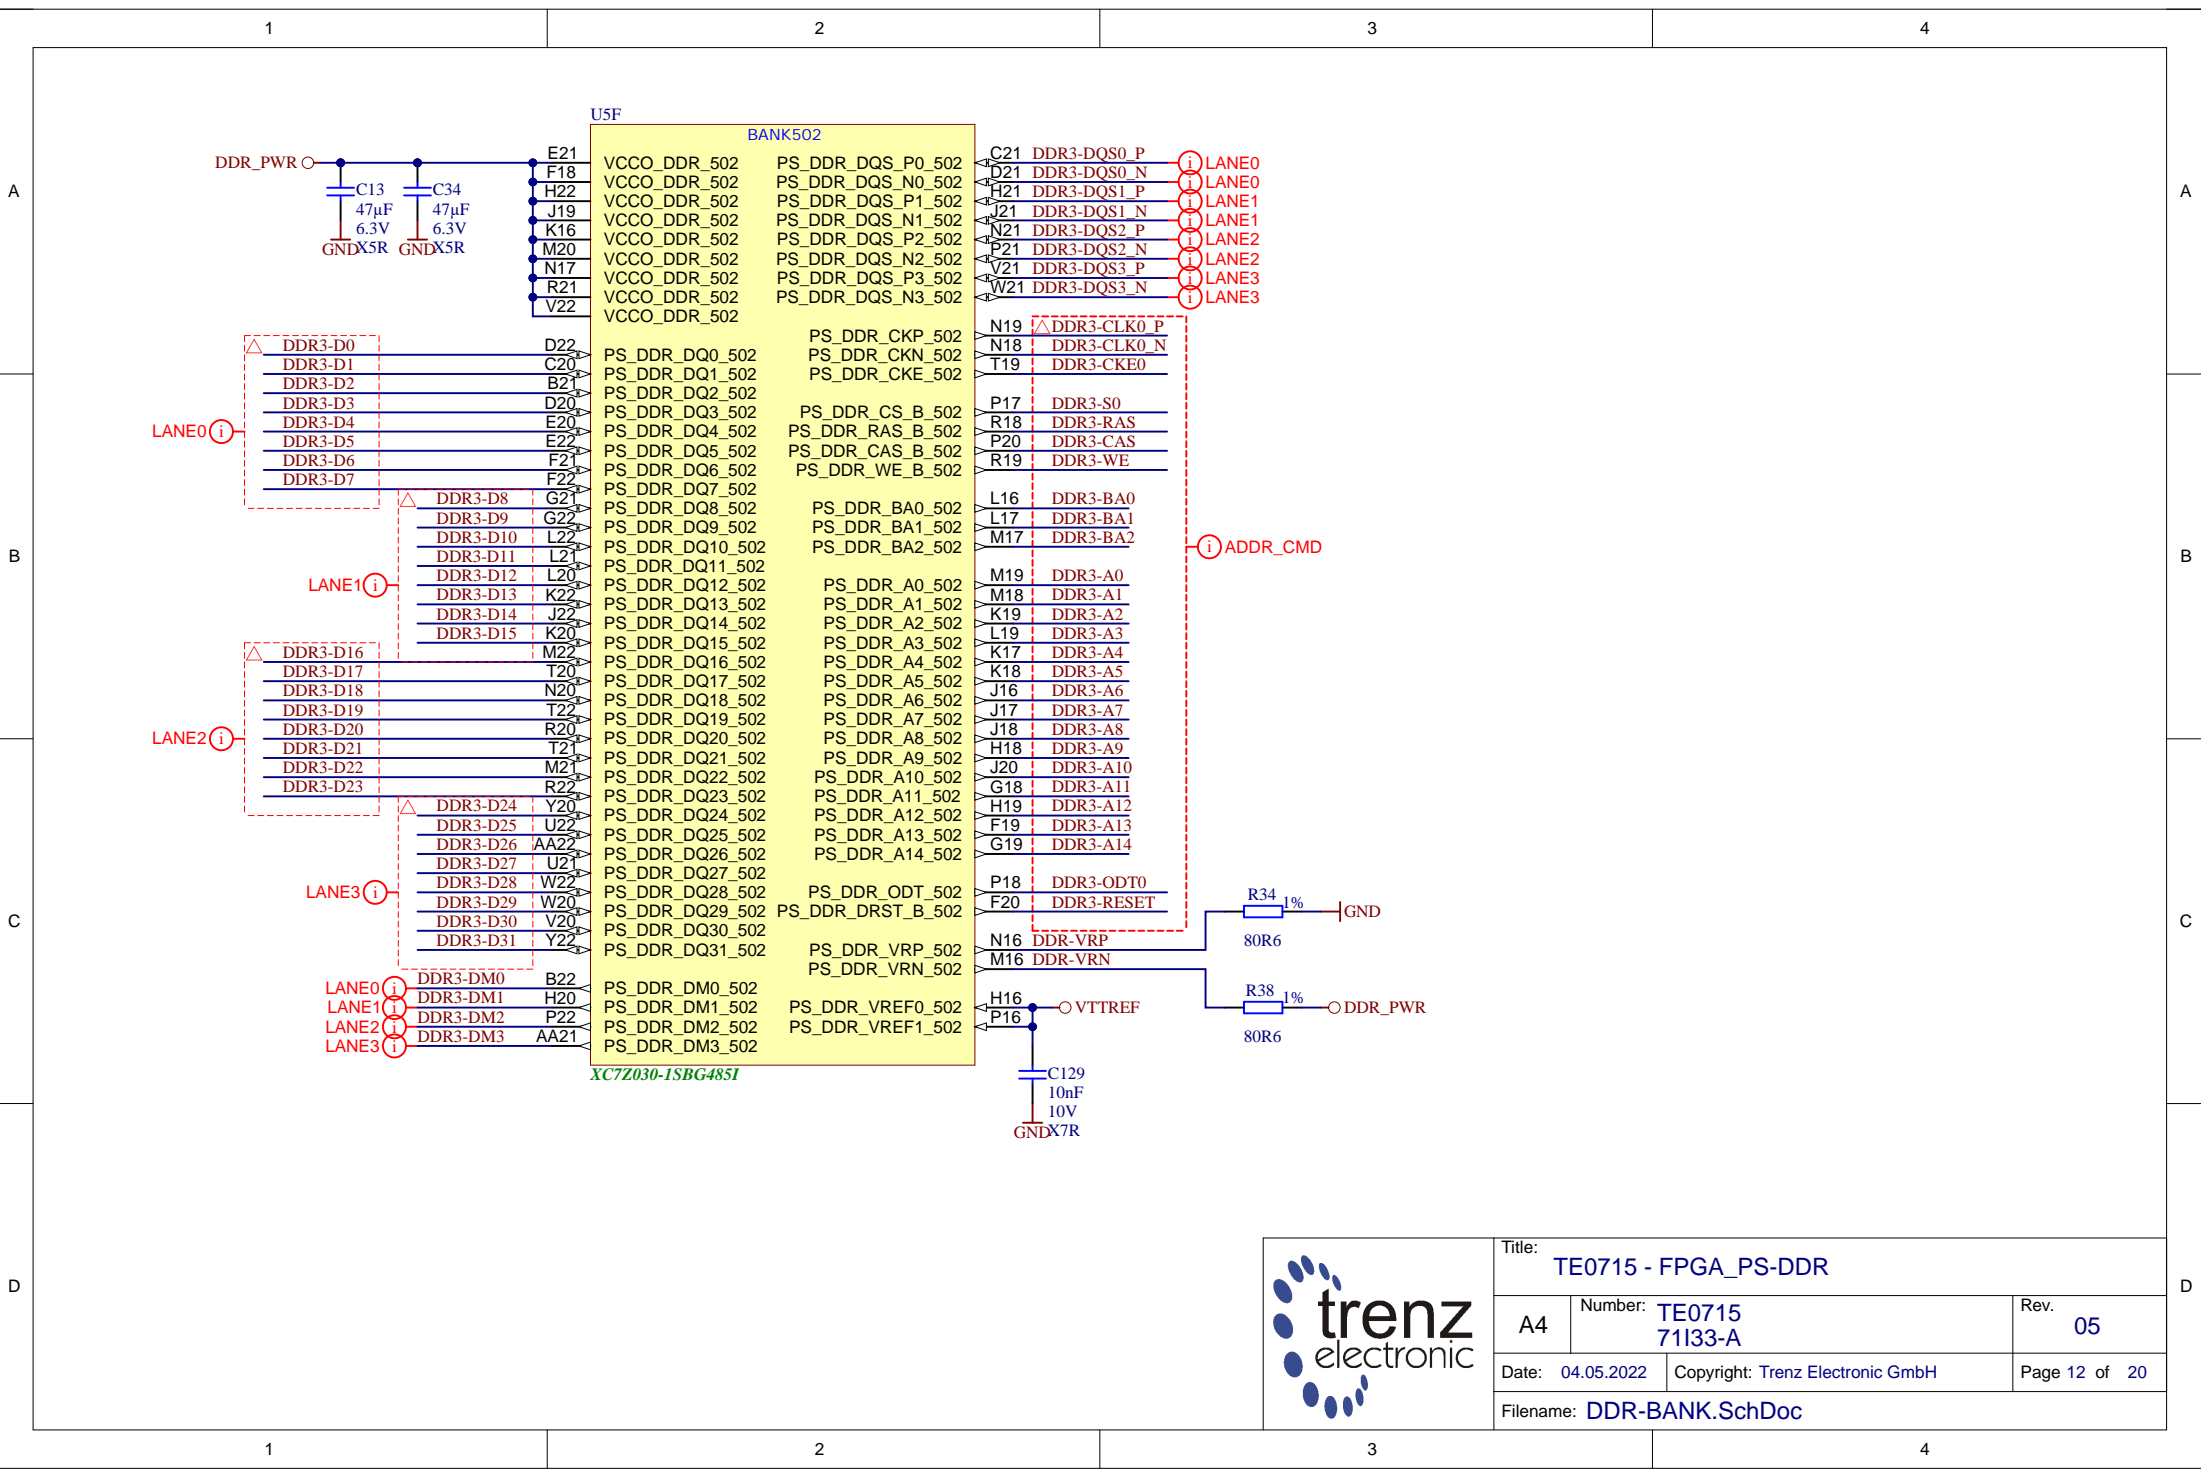 1 2 3 4
A A
B B
C C
D D
U5F
BANK502
DDR_PWR
C13
47µF
6.3V
X5R
GND
C34
47µF
6.3V
X5R
GND
E21 VCCO_DDR_502
F18 VCCO_DDR_502
H22 VCCO_DDR_502
J19 VCCO_DDR_502
K16 VCCO_DDR_502
M20 VCCO_DDR_502
N17 VCCO_DDR_502
R21 VCCO_DDR_502
V22 VCCO_DDR_502
LANE0 i
DDR3-D0 D22 PS_DDR_DQ0_502
DDR3-D1 C20 PS_DDR_DQ1_502
DDR3-D2 B21 PS_DDR_DQ2_502
DDR3-D3 D20 PS_DDR_DQ3_502
DDR3-D4 E20 PS_DDR_DQ4_502
DDR3-D5 E22 PS_DDR_DQ5_502
DDR3-D6 F21 PS_DDR_DQ6_502
DDR3-D7 F22 PS_DDR_DQ7_502
LANE1 i
DDR3-D8 G21 PS_DDR_DQ8_502
DDR3-D9 G22 PS_DDR_DQ9_502
DDR3-D10 L22 PS_DDR_DQ10_502
DDR3-D11 L21 PS_DDR_DQ11_502
DDR3-D12 L20 PS_DDR_DQ12_502
DDR3-D13 K22 PS_DDR_DQ13_502
DDR3-D14 J22 PS_DDR_DQ14_502
DDR3-D15 K20 PS_DDR_DQ15_502
LANE2 i
DDR3-D16 M22 PS_DDR_DQ16_502
DDR3-D17 T20 PS_DDR_DQ17_502
DDR3-D18 N20 PS_DDR_DQ18_502
DDR3-D19 T22 PS_DDR_DQ19_502
DDR3-D20 R20 PS_DDR_DQ20_502
DDR3-D21 T21 PS_DDR_DQ21_502
DDR3-D22 M21 PS_DDR_DQ22_502
DDR3-D23 R22 PS_DDR_DQ23_502
LANE3 i
DDR3-D24 Y20 PS_DDR_DQ24_502
DDR3-D25 U22 PS_DDR_DQ25_502
DDR3-D26 AA22 PS_DDR_DQ26_502
DDR3-D27 U21 PS_DDR_DQ27_502
DDR3-D28 W22 PS_DDR_DQ28_502
DDR3-D29 W20 PS_DDR_DQ29_502
DDR3-D30 V20 PS_DDR_DQ30_502
DDR3-D31 Y22 PS_DDR_DQ31_502
LANE0 i DDR3-DM0 B22 PS_DDR_DM0_502
LANE1 i DDR3-DM1 H20 PS_DDR_DM1_502
LANE2 i DDR3-DM2 P22 PS_DDR_DM2_502
LANE3 i DDR3-DM3 AA21 PS_DDR_DM3_502
PS_DDR_DQS_P0_502 C21 DDR3-DQS0_P i LANE0
PS_DDR_DQS_N0_502 D21 DDR3-DQS0_N i LANE0
PS_DDR_DQS_P1_502 H21 DDR3-DQS1_P i LANE1
PS_DDR_DQS_N1_502 J21 DDR3-DQS1_N i LANE1
PS_DDR_DQS_P2_502 N21 DDR3-DQS2_P i LANE2
PS_DDR_DQS_N2_502 P21 DDR3-DQS2_N i LANE2
PS_DDR_DQS_P3_502 V21 DDR3-DQS3_P i LANE3
PS_DDR_DQS_N3_502 W21 DDR3-DQS3_N i LANE3
PS_DDR_CKP_502 N19 DDR3-CLK0_P
PS_DDR_CKN_502 N18 DDR3-CLK0_N
PS_DDR_CKE_502 T19 DDR3-CKE0
PS_DDR_CS_B_502 P17 DDR3-S0
PS_DDR_RAS_B_502 R18 DDR3-RAS
PS_DDR_CAS_B_502 P20 DDR3-CAS
PS_DDR_WE_B_502 R19 DDR3-WE
PS_DDR_BA0_502 L16 DDR3-BA0
PS_DDR_BA1_502 L17 DDR3-BA1
PS_DDR_BA2_502 M17 DDR3-BA2
i ADDR_CMD
PS_DDR_A0_502 M19 DDR3-A0
PS_DDR_A1_502 M18 DDR3-A1
PS_DDR_A2_502 K19 DDR3-A2
PS_DDR_A3_502 L19 DDR3-A3
PS_DDR_A4_502 K17 DDR3-A4
PS_DDR_A5_502 K18 DDR3-A5
PS_DDR_A6_502 J16 DDR3-A6
PS_DDR_A7_502 J17 DDR3-A7
PS_DDR_A8_502 J18 DDR3-A8
PS_DDR_A9_502 H18 DDR3-A9
PS_DDR_A10_502 J20 DDR3-A10
PS_DDR_A11_502 G18 DDR3-A11
PS_DDR_A12_502 H19 DDR3-A12
PS_DDR_A13_502 F19 DDR3-A13
PS_DDR_A14_502 G19 DDR3-A14
PS_DDR_ODT_502 P18 DDR3-ODT0
PS_DDR_DRST_B_502 F20 DDR3-RESET
PS_DDR_VRP_502 N16 DDR-VRP
PS_DDR_VRN_502 M16 DDR-VRN
PS_DDR_VREF0_502 H16 VTTREF
PS_DDR_VREF1_502 P16
R34 1% GND
80R6
R38 1% DDR_PWR
80R6
C129
10nF
10V
X7R
GND
XC7Z030-1SBG485I
trenz
electronic
Title:
TE0715 - FPGA_PS-DDR
A4 Number: TE0715
71I33-A
Rev.
05
Date: 04.05.2022 Copyright: Trenz Electronic GmbH Page 12 of 20
Filename: DDR-BANK.SchDoc
1 2 3 4